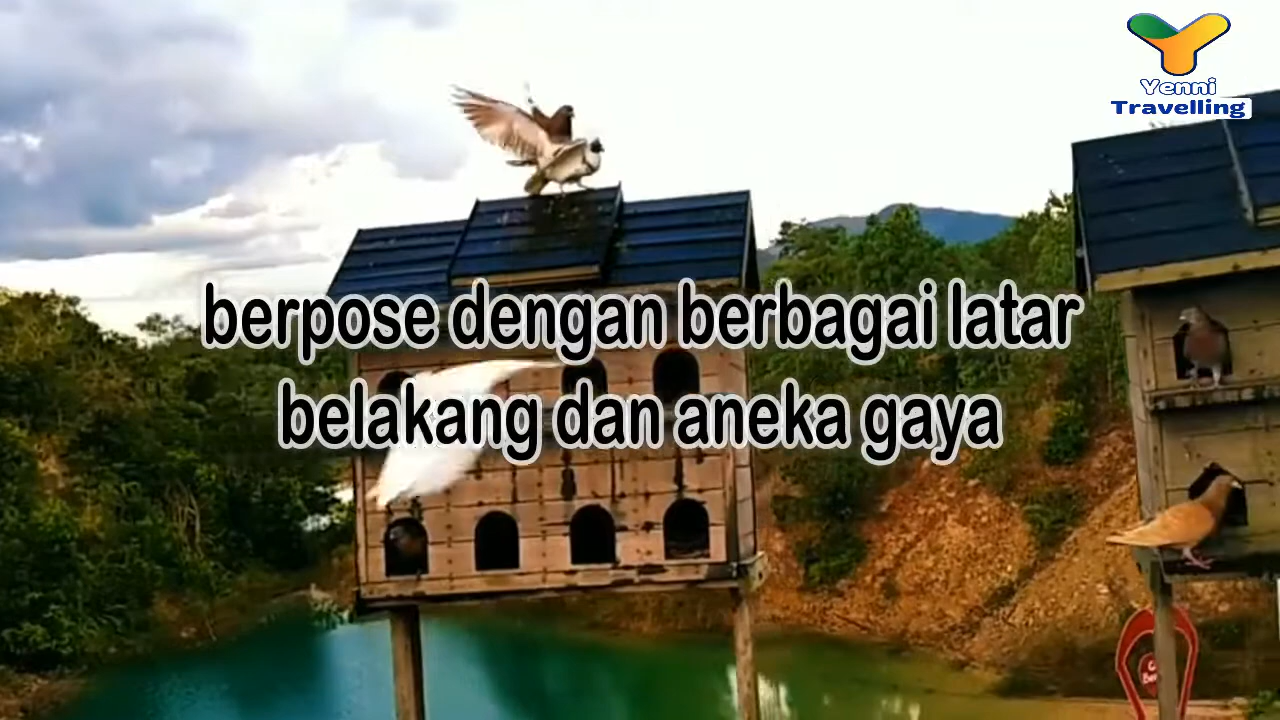 Yenni
Travelling
berpose dengan berbagai latar
belakang dan aneka gaya